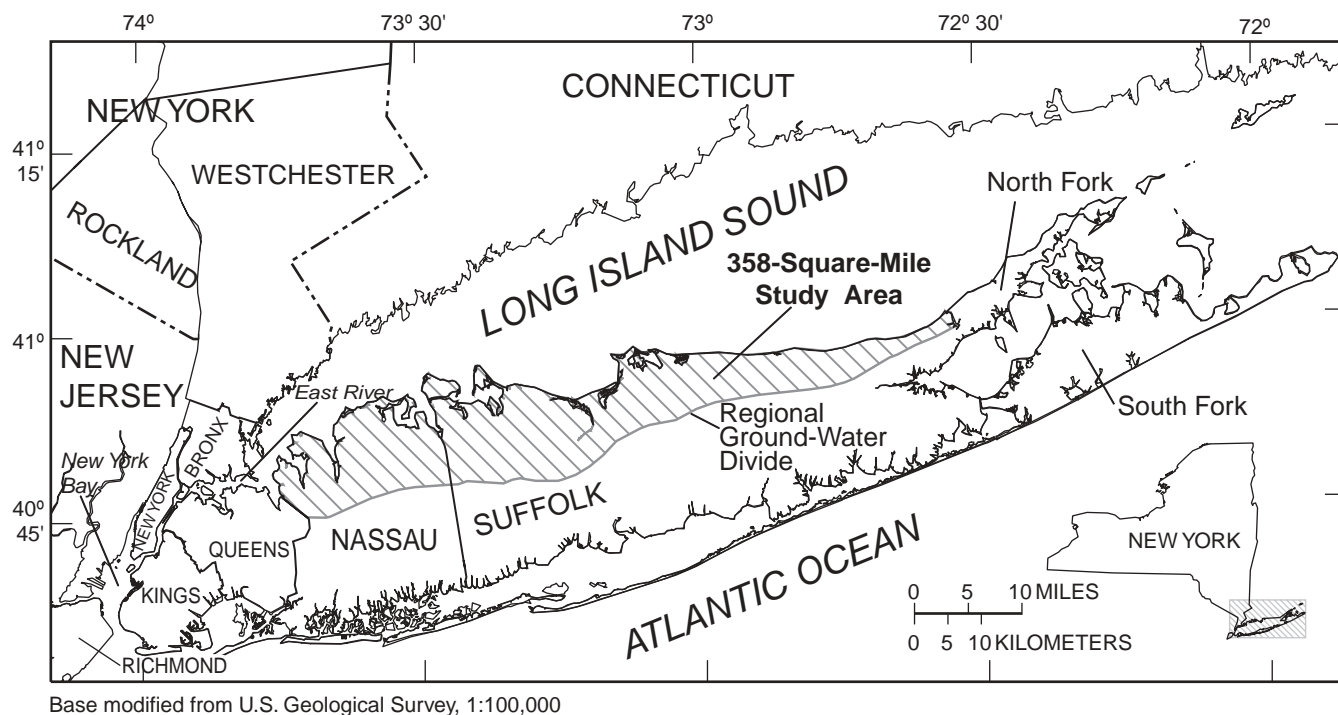 74º
73º 30'
73º
72º 30'
72º
CONNECTICUT
NEW YORK
41º
15'
WESTCHESTER
ROCKLAND
North Fork
LONG ISLAND SOUND
358-Square-Mile
Study Area
41º
NEW
JERSEY
East River
BRONX
South Fork
Regional
Ground-Water
Divide
New York
Bay
NEW YORK
40º
45'
SUFFOLK
NASSAU
QUEENS
NEW YORK
KINGS
ATLANTIC OCEAN
0 5 10 MILES
0 5 10 KILOMETERS
RICHMOND
Base modified from U.S. Geological Survey, 1:100,000